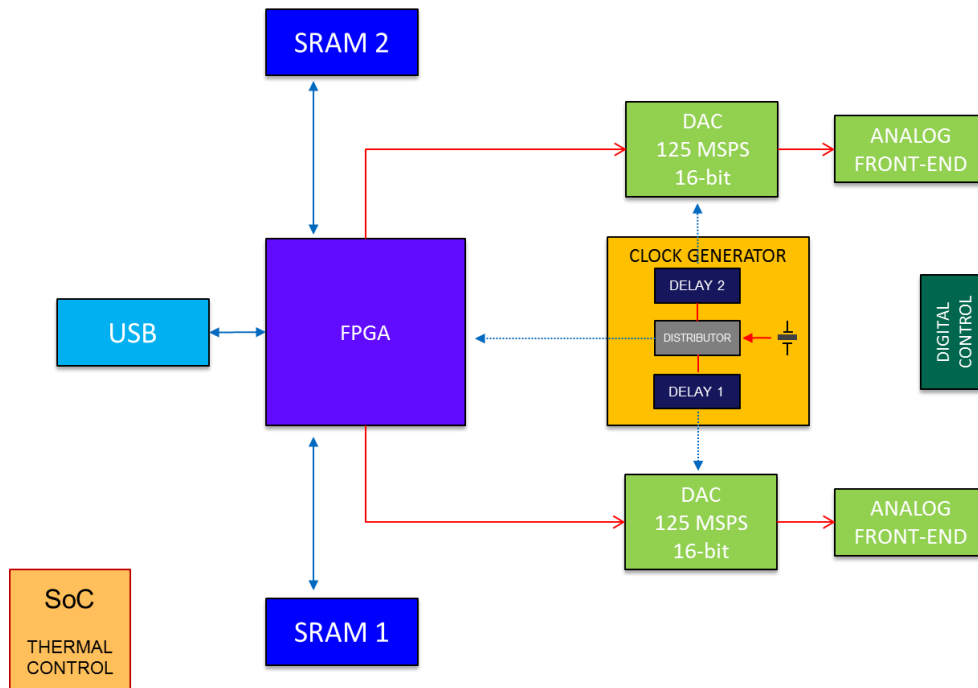 SRAM 2
DAC
125 MSPS
16-bit
ANALOG
FRONT-END
CLOCK GENERATOR
DELAY 2
DISTRIBUTOR
DELAY 1
USB
FPGA
DIGITAL
CONTROL
DAC
125 MSPS
16-bit
ANALOG
FRONT-END
SoC
THERMAL
CONTROL
SRAM 1